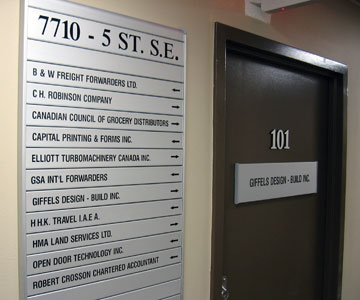 7710 - 5 ST. S.E.
B & W FREIGHT FORWARDERS LTD.
C.H. ROBINSON COMPANY
CANADIAN COUNCIL OF GROCERY DISTRIBUTORS
CAPITAL PRINTING & FORMS INC.
ELLIOTT TURBOMACHINERY CANADA INC.
GSA INT'L FORWARDERS
GIFFELS DESIGN - BUILD INC.
H.H.K. TRAVEL I.A.E.A.
HMA LAND SERVICES LTD.
OPEN DOOR TECHNOLOGY INC.
ROBERT CROSSON CHARTERED ACCOUNTANT
101
GIFFELS DESIGN - BUILD INC.